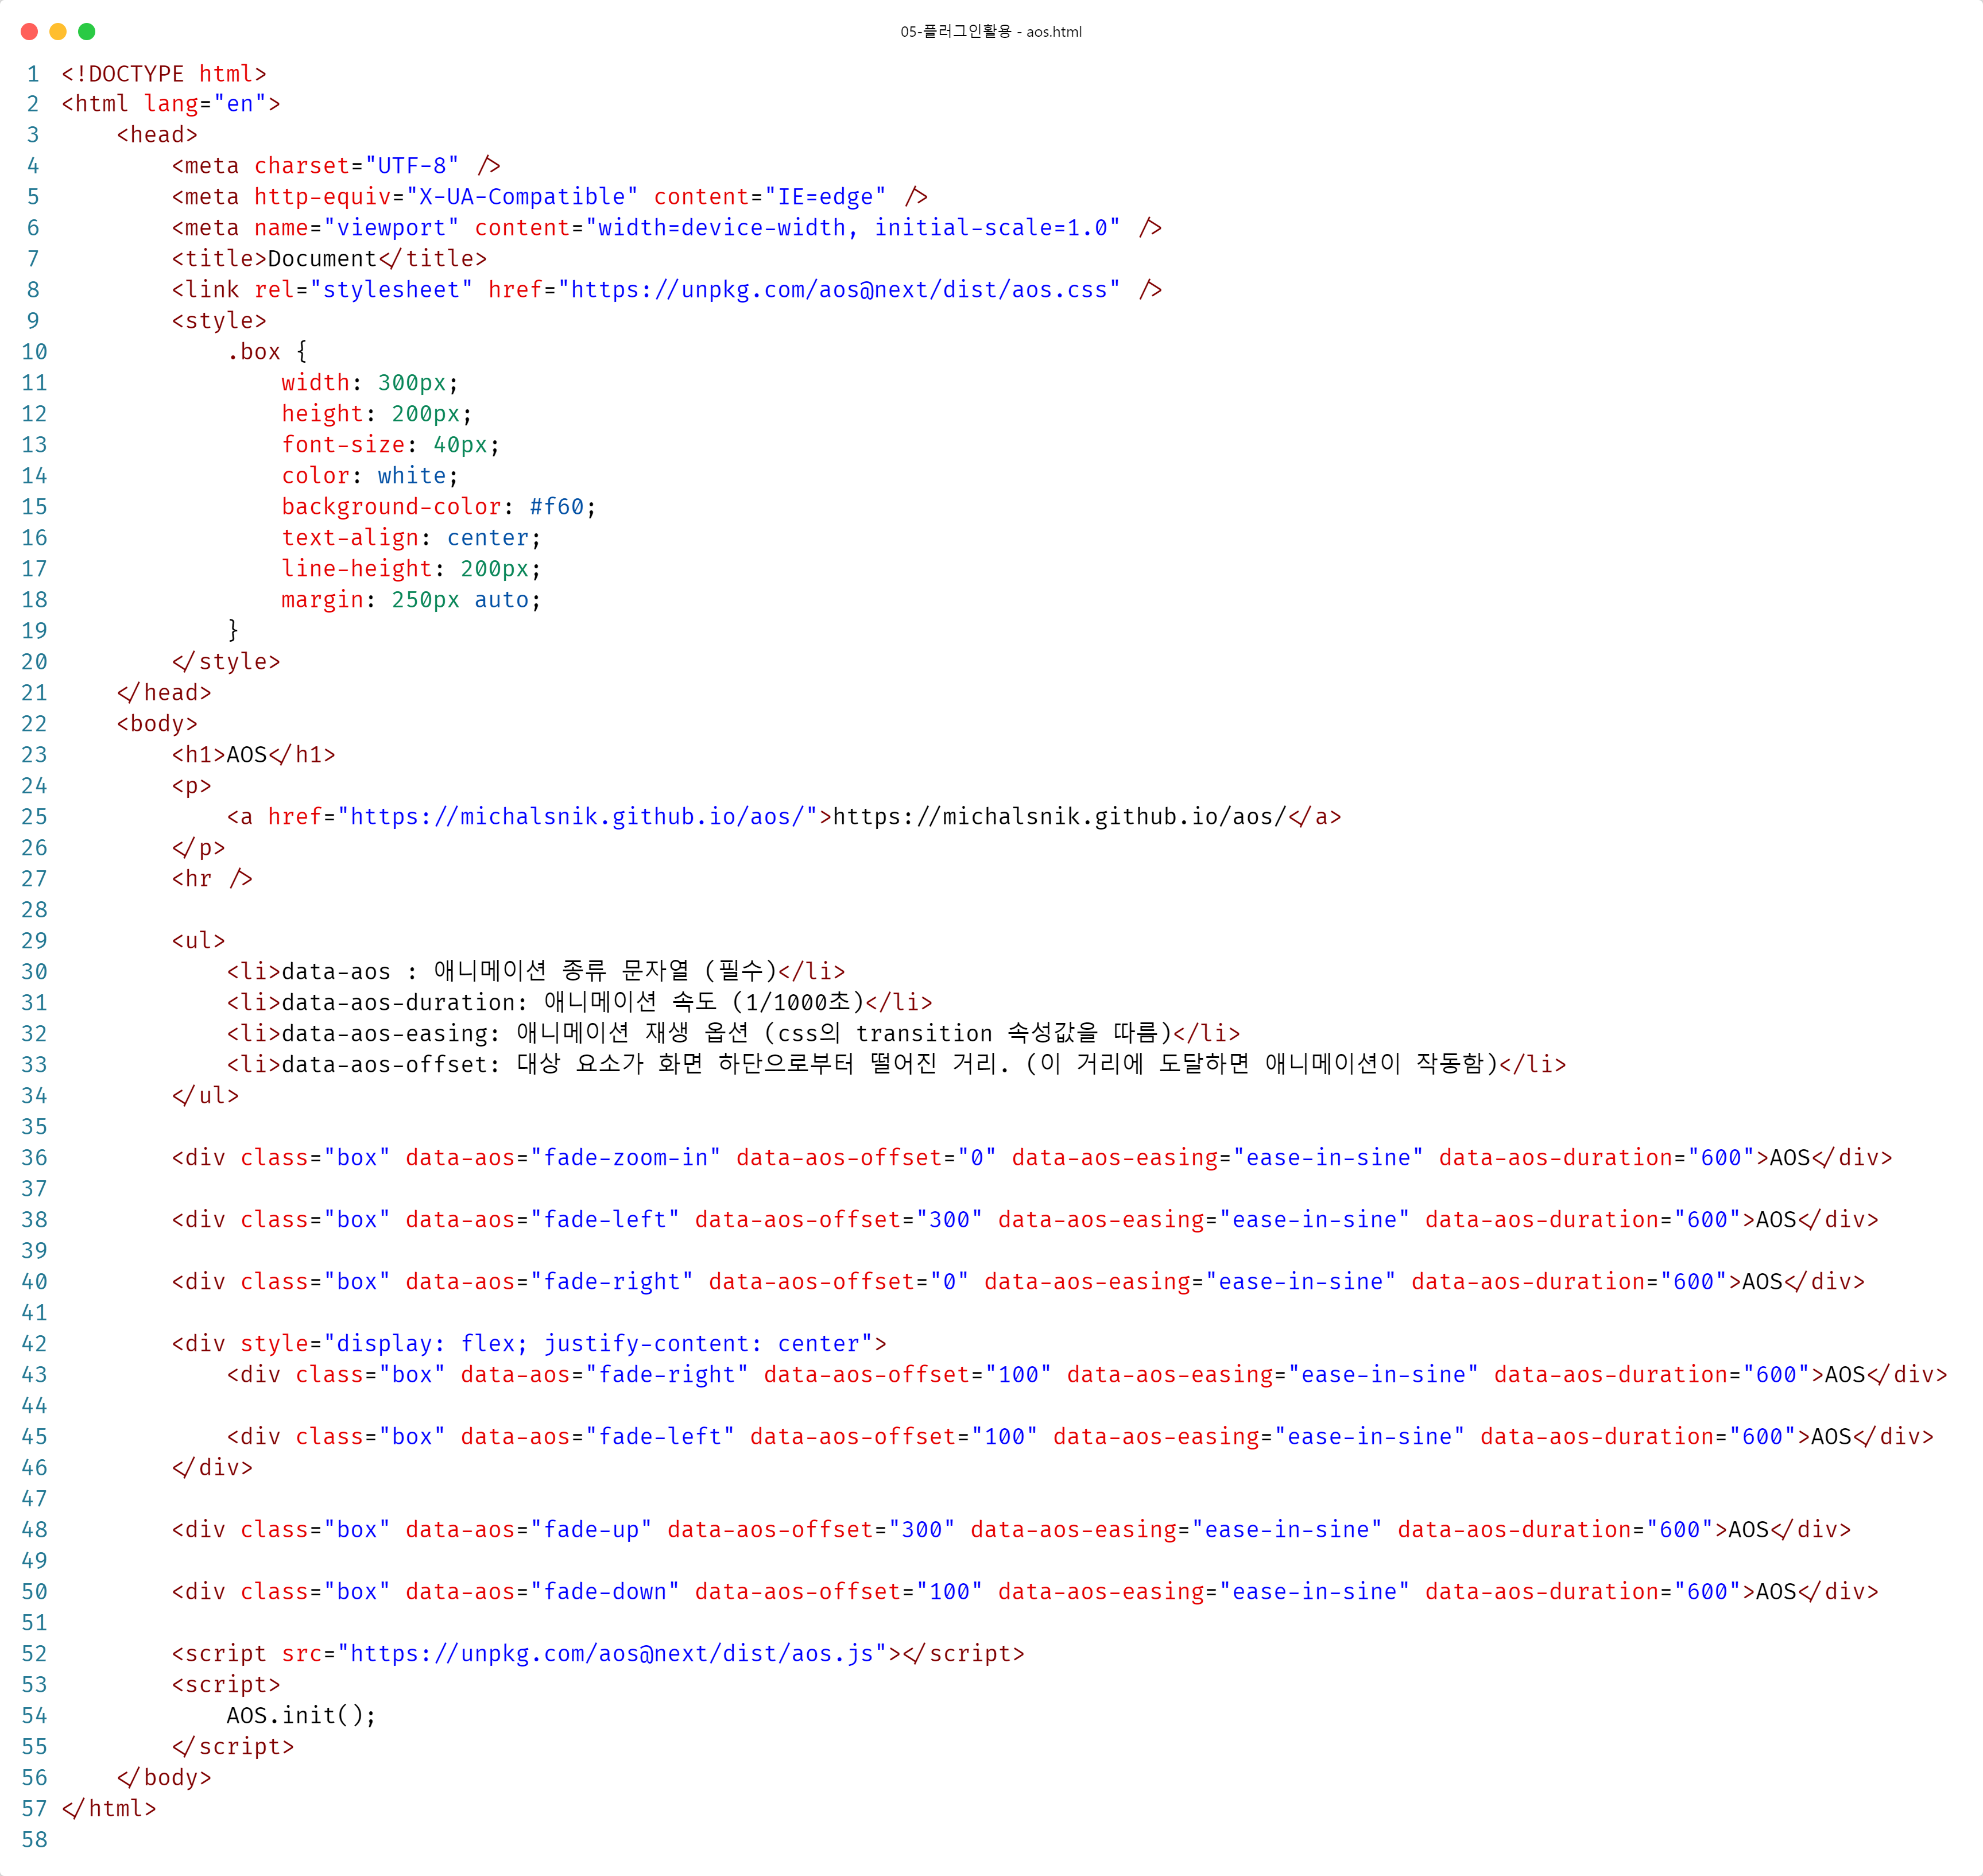 05-플러그인활용 - aos.html
1 <!DOCTYPE html>
2 <html lang="en">
3     <head>
4         <meta charset="UTF-8" />
5         <meta http-equiv="X-UA-Compatible" content="IE=edge" />
6         <meta name="viewport" content="width=device-width, initial-scale=1.0" />
7         <title>Document</title>
8         <link rel="stylesheet" href="https://unpkg.com/aos@next/dist/aos.css" />
9         <style>
10             .box {
11                 width: 300px;
12                 height: 200px;
13                 font-size: 40px;
14                 color: white;
15                 background-color: #f60;
16                 text-align: center;
17                 line-height: 200px;
18                 margin: 250px auto;
19             }
20         </style>
21     </head>
22     <body>
23         <h1>AOS</h1>
24         <p>
25             <a href="https://michalsnik.github.io/aos/">https://michalsnik.github.io/aos/</a>
26         </p>
27         <hr />
28
29         <ul>
30             <li>data-aos : 애니메이션 종류 문자열 (필수)</li>
31             <li>data-aos-duration: 애니메이션 속도 (1/1000초)</li>
32             <li>data-aos-easing: 애니메이션 재생 옵션 (css의 transition 속성값을 따름)</li>
33             <li>data-aos-offset: 대상 요소가 화면 하단으로부터 떨어진 거리. (이 거리에 도달하면 애니메이션이 작동함)</li>
34         </ul>
35
36         <div class="box" data-aos="fade-zoom-in" data-aos-offset="0" data-aos-easing="ease-in-sine" data-aos-duration="600">AOS</div>
37
38         <div class="box" data-aos="fade-left" data-aos-offset="300" data-aos-easing="ease-in-sine" data-aos-duration="600">AOS</div>
39
40         <div class="box" data-aos="fade-right" data-aos-offset="0" data-aos-easing="ease-in-sine" data-aos-duration="600">AOS</div>
41
42         <div style="display: flex; justify-content: center">
43             <div class="box" data-aos="fade-right" data-aos-offset="100" data-aos-easing="ease-in-sine" data-aos-duration="600">AOS</div>
44
45             <div class="box" data-aos="fade-left" data-aos-offset="100" data-aos-easing="ease-in-sine" data-aos-duration="600">AOS</div>
46         </div>
47
48         <div class="box" data-aos="fade-up" data-aos-offset="300" data-aos-easing="ease-in-sine" data-aos-duration="600">AOS</div>
49
50         <div class="box" data-aos="fade-down" data-aos-offset="100" data-aos-easing="ease-in-sine" data-aos-duration="600">AOS</div>
51
52         <script src="https://unpkg.com/aos@next/dist/aos.js"></script>
53         <script>
54             AOS.init();
55         </script>
56     </body>
57 </html>
58